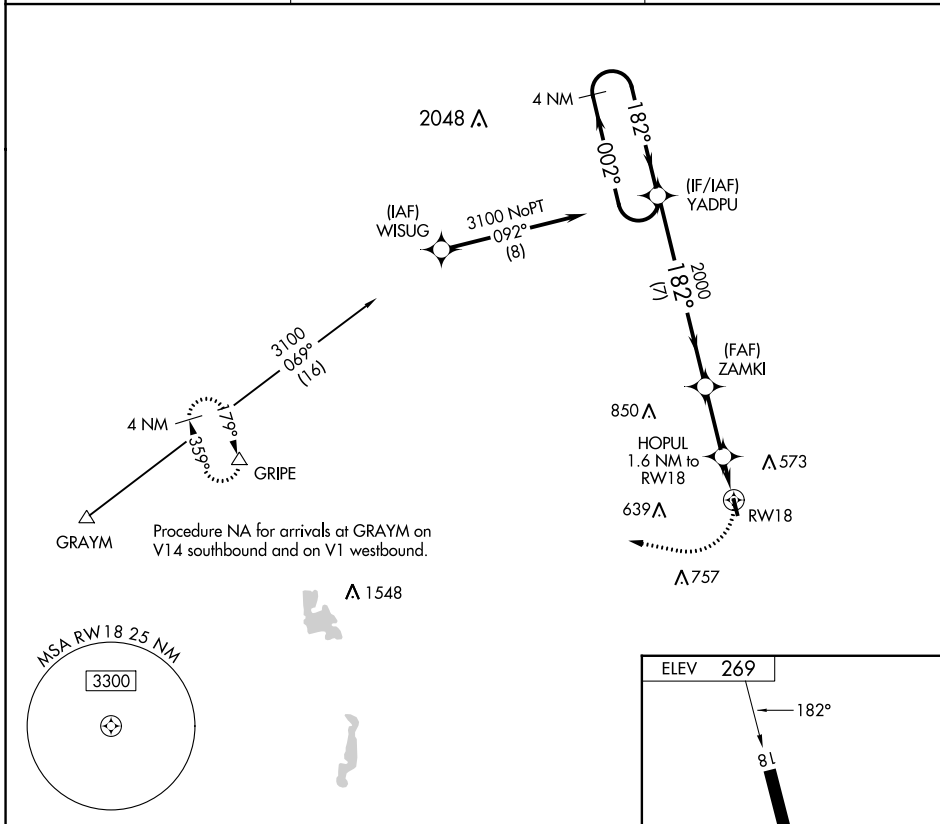 4 NM
2048
182°
002°
(IF/IAF)
YADPU
(IAF)
WISUG
3100 NoPT
092°
(8)
2000
182°
(7)
3100
069°
(16)
(FAF)
ZAMKI
850
4 NM
179°
359°
GRIPE
HOPUL
1.6 NM to
RW18
573
639
RW18
GRAYM
Procedure NA for arrivals at GRAYM on
V14 southbound and on V1 westbound.
757
1548
MSA RW18 25 NM
3300
ELEV 269
182°
18